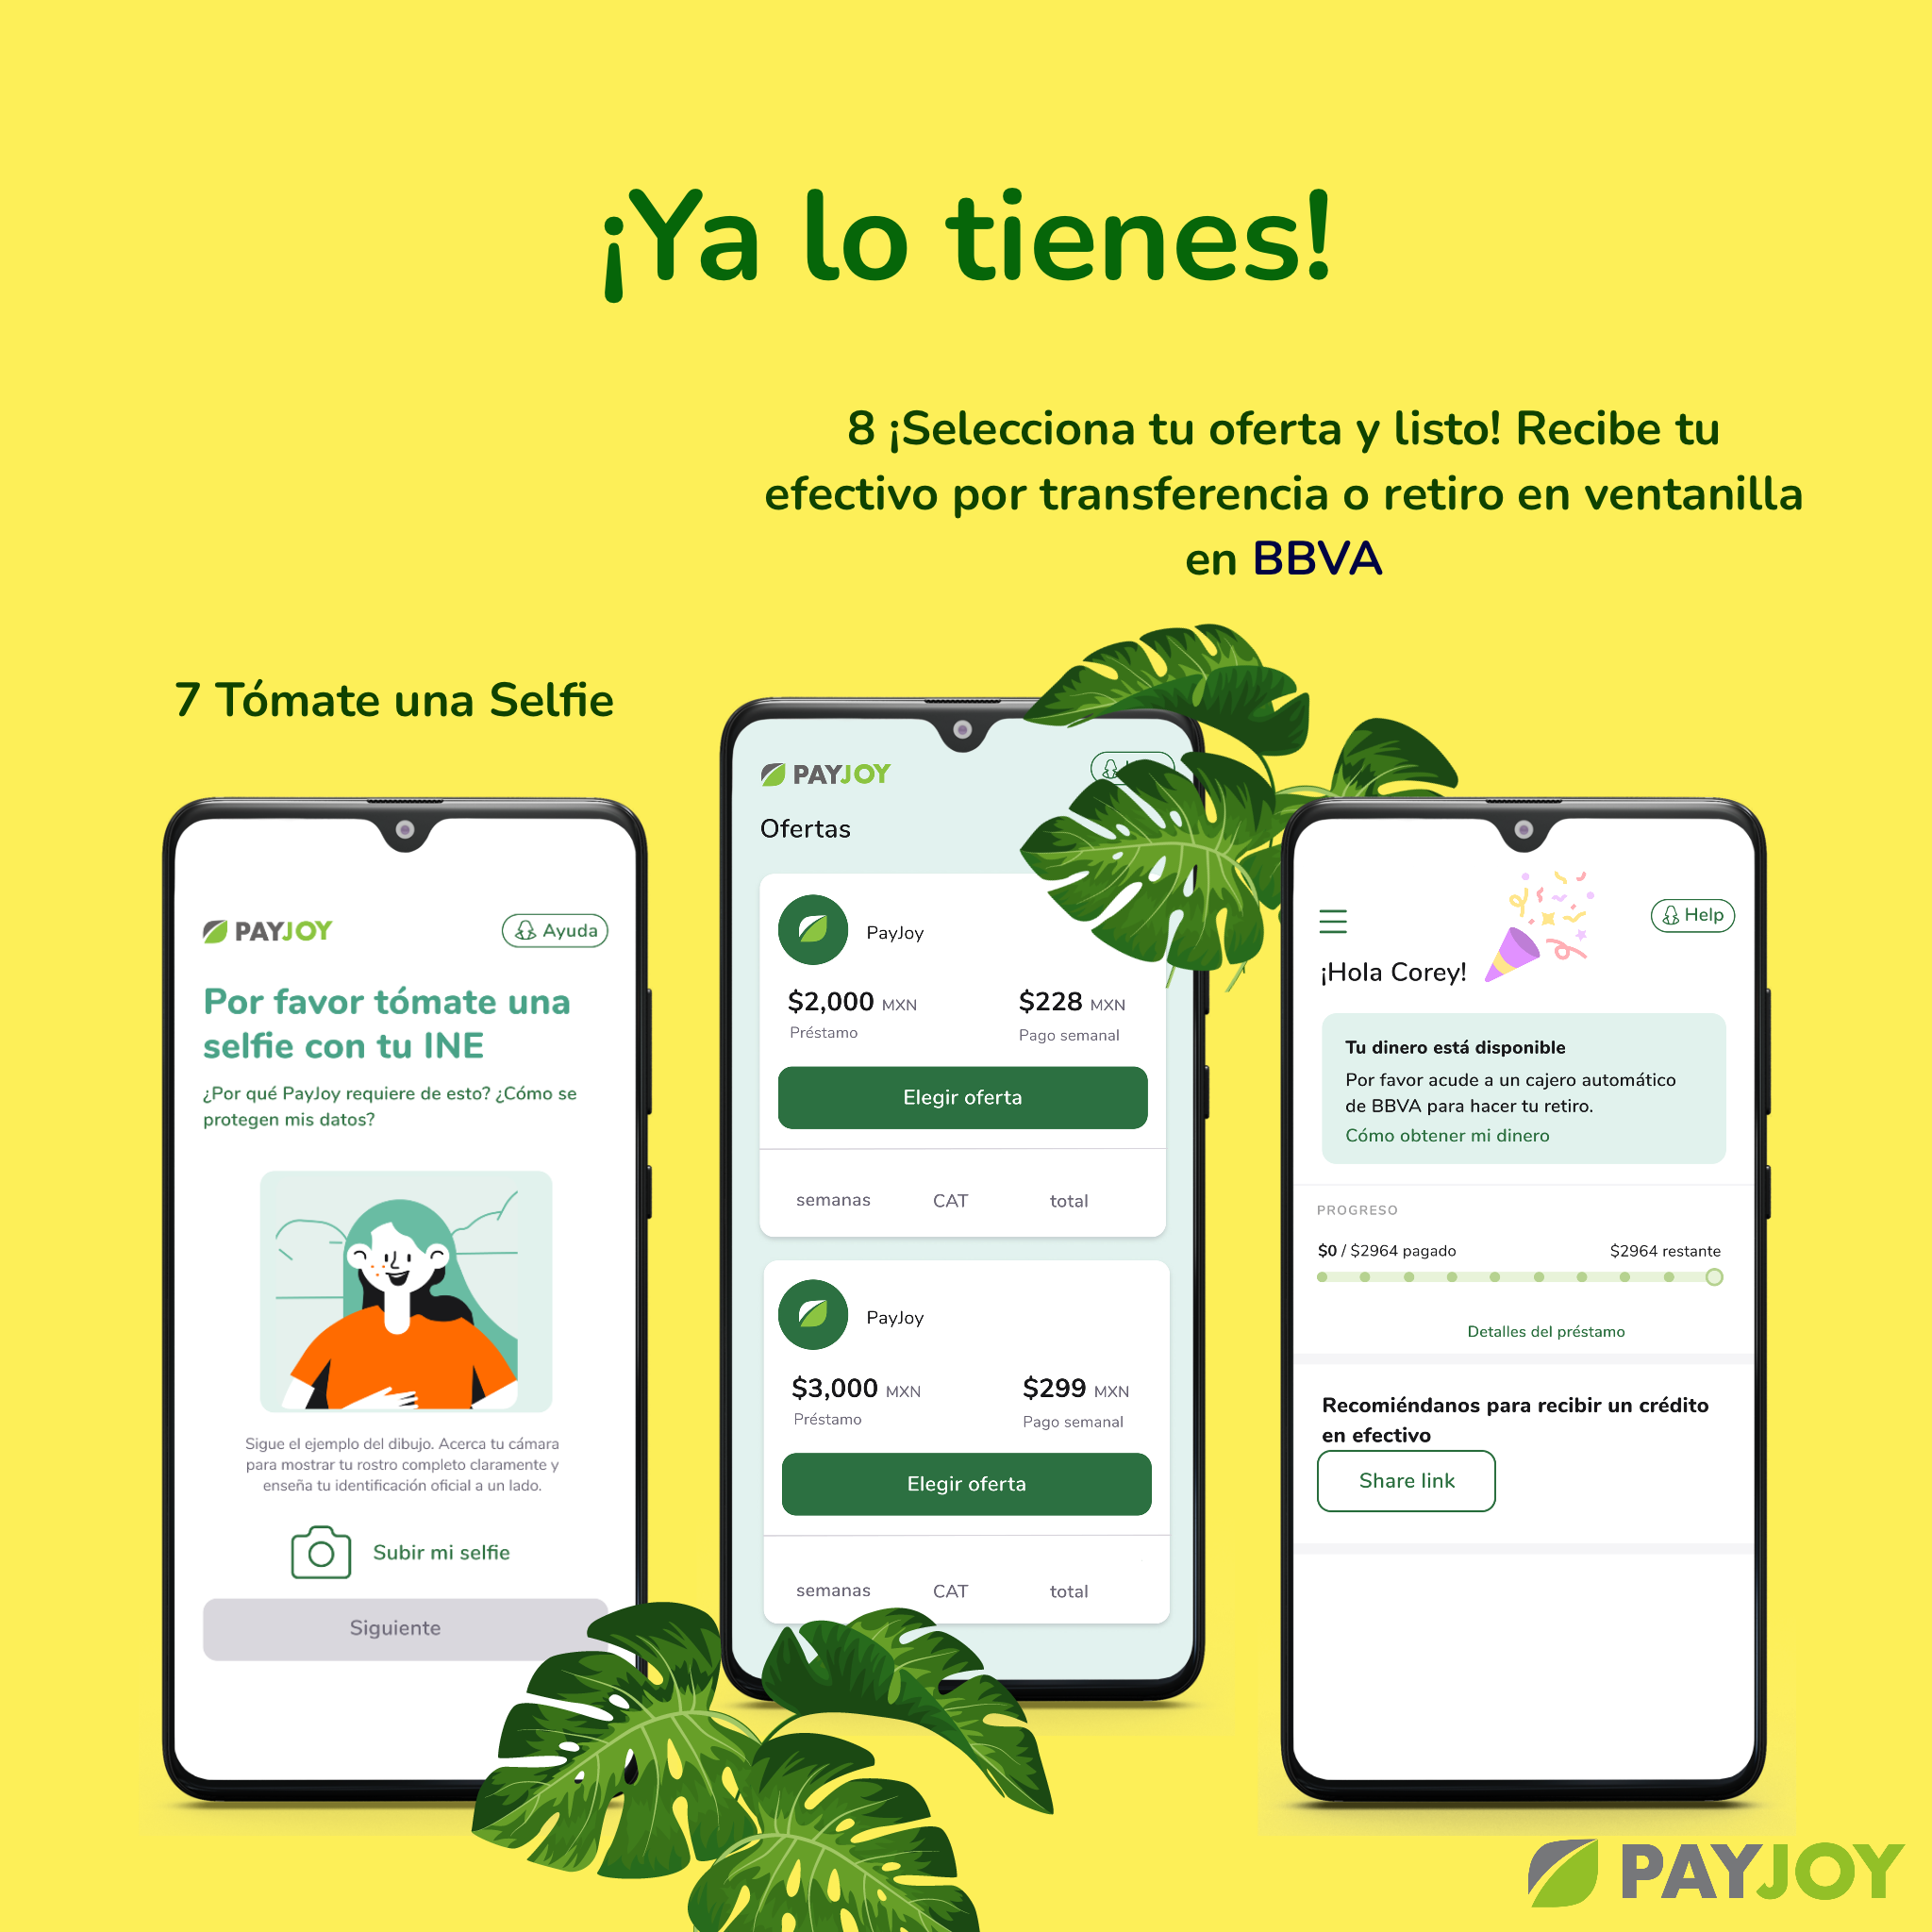 ¡Ya lo tienes!
8 ¡Selecciona tu oferta y listo! Recibe tu
efectivo por transferencia o retiro en ventanilla
en BBVA
7 Tómate una Selfie
PAYJOY
Ayuda
Por favor tómate una
selfie con tu INE
¿Por qué PayJoy requiere de esto? ¿Cómo se
protegen mis datos?
Sigue el ejemplo del dibujo. Acerca tu cámara
para mostrar tu rostro completo claramente y
enseña tu identificación oficial a un lado.
Subir mi selfie
Siguiente
PAYJOY
Ofertas
PayJoy
$2,000 MXN $228 MXN
Préstamo Pago semanal
Elegir oferta
semanas CAT total
PayJoy
$3,000 MXN $299 MXN
Préstamo Pago semanal
Elegir oferta
semanas CAT total
Help
¡Hola Corey!
Tu dinero está disponible
Por favor acude a un cajero automático
de BBVA para hacer tu retiro.
Cómo obtener mi dinero
PROGRESO
$0 / $2964 pagado $2964 restante
Detalles del préstamo
Recomiéndanos para recibir un crédito
en efectivo
Share link
PAYJOY